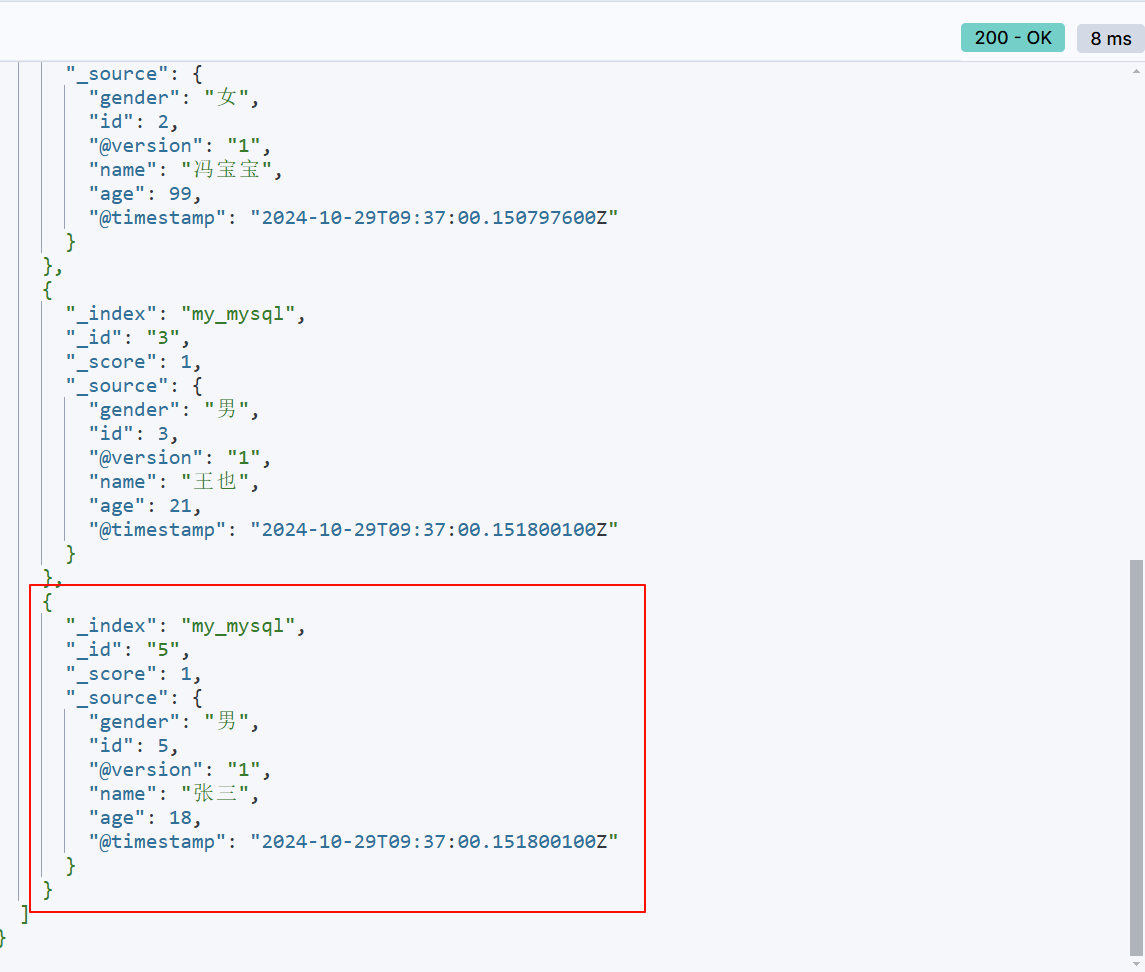 200 - OK 8 ms
"_source": {
"gender": "女",
"id": 2,
"@version": "1",
"name": "冯宝宝",
"age": 99,
"@timestamp": "2024-10-29T09:37:00.150797600Z"
}
},
{
"_index": "my_mysql",
"_id": "3",
"_score": 1,
"_source": {
"gender": "男",
"id": 3,
"@version": "1",
"name": "王也",
"age": 21,
"@timestamp": "2024-10-29T09:37:00.151800100Z"
}
},
{
"_index": "my_mysql",
"_id": "5",
"_score": 1,
"_source": {
"gender": "男",
"id": 5,
"@version": "1",
"name": "张三",
"age": 18,
"@timestamp": "2024-10-29T09:37:00.151800100Z"
}
}
]
}